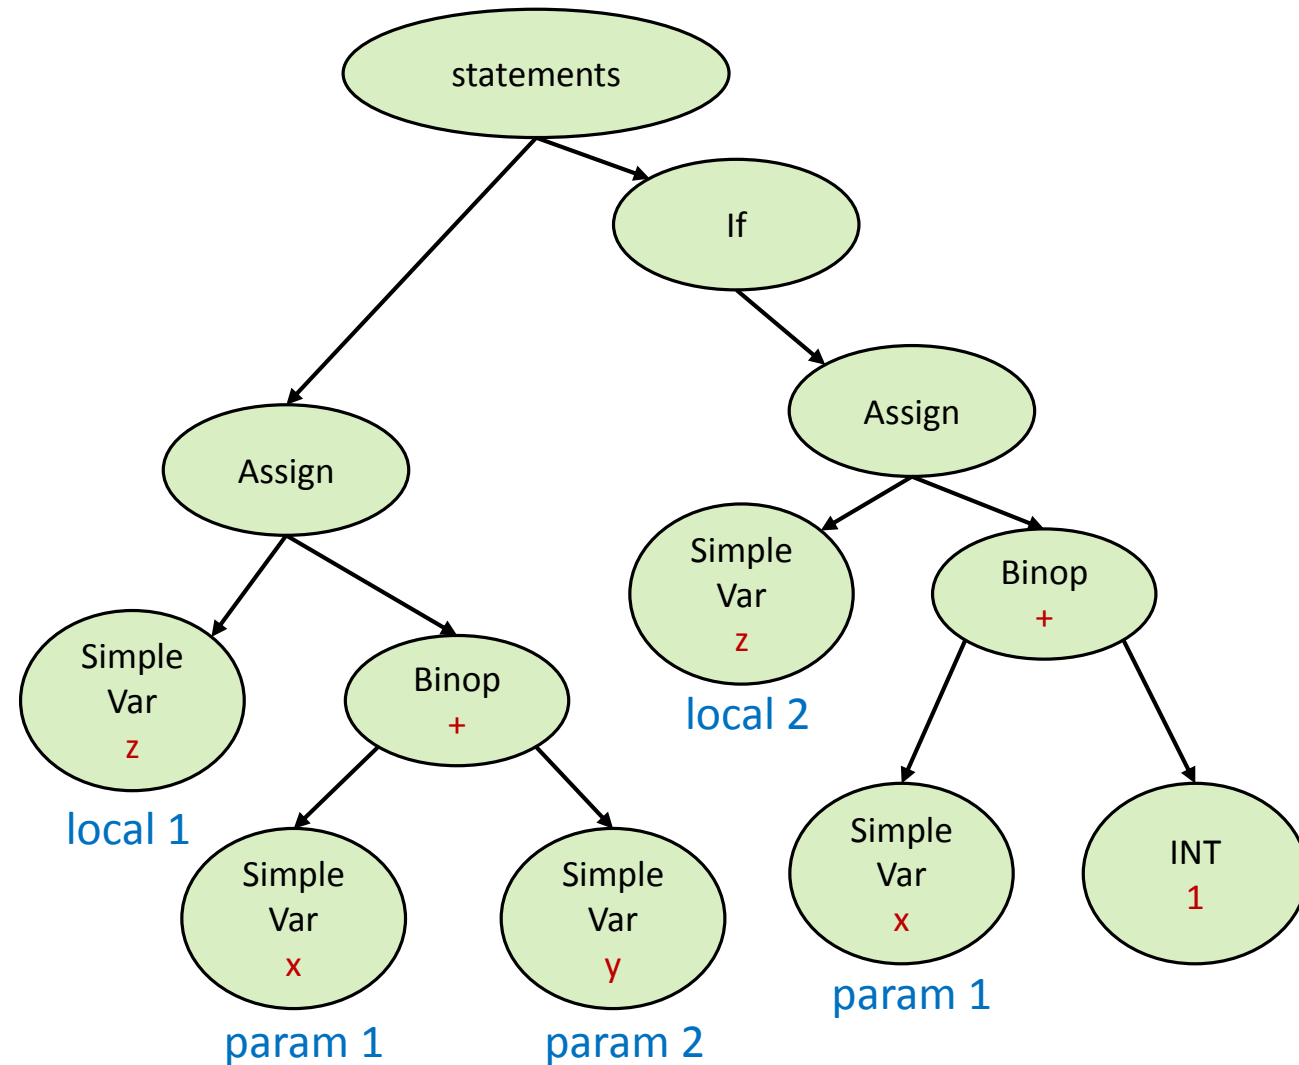 statements
If
Assign
Assign
Simple
Var
z
local 2
Binop
+
Simple
Var
z
local 1
Binop
+
Simple
Var
x
param 1
Simple
Var
y
param 2
Simple
Var
x
param 1
INT
1